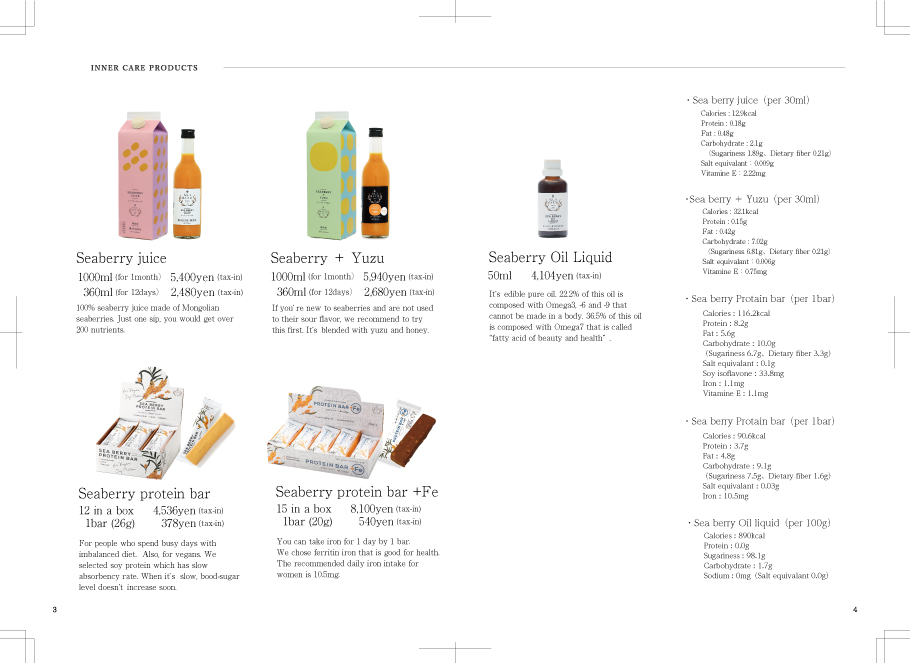 INNER CARE PRODUCTS
Seaberry juice
1000ml (for 1month) 5,400yen (tax-in)
360ml (for 12days) 2,480yen (tax-in)
100% seaberry juice made of Mongolian
seaberries. Just one sip, you would get over
200 nutrients.
Seaberry + Yuzu
1000ml (for 1month) 5,940yen (tax-in)
360ml (for 12days) 2,680yen (tax-in)
If you're new to seaberries and are not used
to their sour flavor, we recommend to try
this first. It's blended with yuzu and honey.
Seaberry Oil Liquid
50ml 4,104yen (tax-in)
It's edible pure oil. 22.2% of this oil is
composed with Omega3, -6 and -9 that
cannot be made in a body. 36.5% of this oil
is composed with Omega7 that is called
"fatty acid of beauty and health" .
SEA BERRY
PROTEIN BAR
SEA BERRY
PROTEIN BAR
Seaberry protein bar
12 in a box 4,536yen (tax-in)
1bar (26g) 378yen (tax-in)
For people who spend busy days with
imbalanced diet. Also, for vegans. We
selected soy protein which has slow
absorbency rate. When it's slow, bood-sugar
level doesn't increase soon.
PROTEIN BAR Fe
PROTEIN BAR Fe
Seaberry protein bar +Fe
15 in a box 8,100yen (tax-in)
1bar (20g) 540yen (tax-in)
You can take iron for 1 day by 1 bar.
We chose ferritin iron that is good for health.
The recommended daily iron intake for
women is 10.5mg.
・Sea berry juice (per 30ml)
Calories : 12.9kcal
Protein : 0.18g
Fat : 0.48g
Carbohydrate : 2.1g
(Sugariness 1.89g、Dietary fiber 0.21g)
Salt equivalant : 0.009g
Vitamine E : 2.22mg
・Sea berry + Yuzu (per 30ml)
Calories : 32.1kcal
Protein : 0.15g
Fat : 0.42g
Carbohydrate : 7.02g
(Sugariness 6.81g、Dietary fiber 0.21g)
Salt equivalant : 0.006g
Vitamine E : 0.75mg
・Sea berry Protein bar (per 1bar)
Calories : 116.2kcal
Protein : 8.2g
Fat : 5.6g
Carbohydrate : 10.0g
(Sugariness 6.7g、Dietary fiber 3.3g)
Salt equivalant : 0.1g
Soy isoflavone : 33.8mg
Iron : 1.1mg
Vitamine E : 1.1mg
・Sea berry Protein bar (per 1bar)
Calories : 90.6kcal
Protein : 3.7g
Fat : 4.8g
Carbohydrate : 9.1g
(Sugariness 7.5g、Dietary fiber 1.6g)
Salt equivalant : 0.03g
Iron : 10.5mg
・Sea berry Oil liquid (per 100g)
Calories : 890kcal
Protein : 0.0g
Sugariness : 98.1g
Carbohydrate : 1.7g
Sodium : 0mg (Salt equivalant 0.0g)
3
4